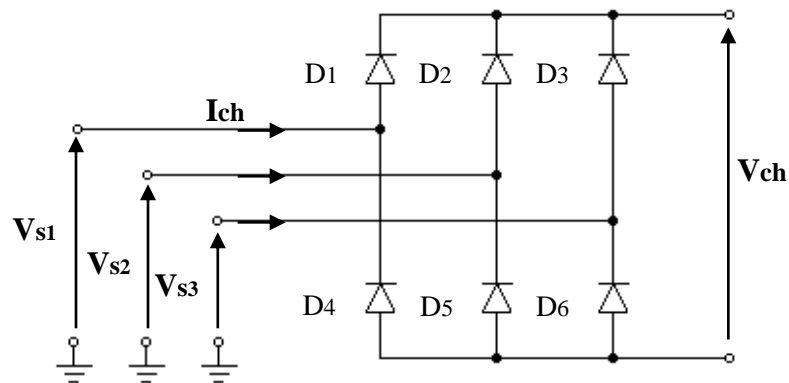 D1 D2 D3
Ich
Vch
Vs1
Vs2
Vs3
D4 D5 D6